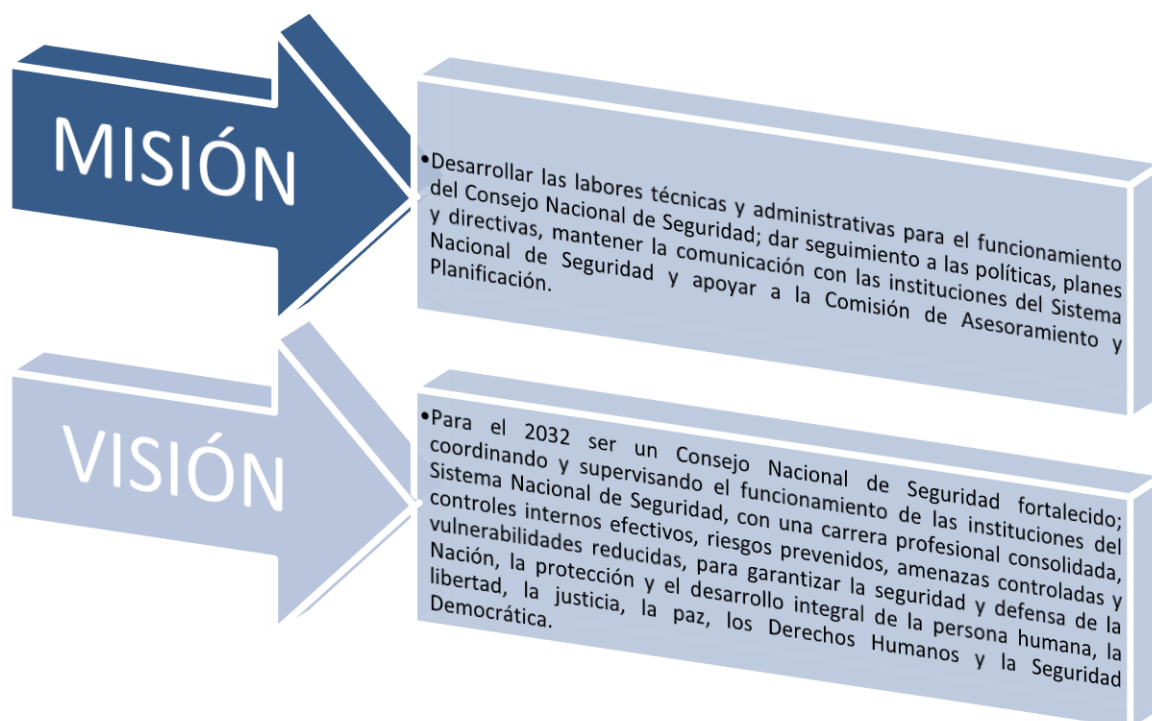 MISIÓN
•Desarrollar las labores técnicas y administrativas para el funcionamiento
del Consejo Nacional de Seguridad; dar seguimiento a las políticas, planes
y directivas, mantener la comunicación con las instituciones del Sistema
Nacional de Seguridad y apoyar a la Comisión de Asesoramiento y
Planificación.
VISIÓN
•Para el 2032 ser un Consejo Nacional de Seguridad fortalecido;
coordinando y supervisando el funcionamiento de las instituciones del
Sistema Nacional de Seguridad, con una carrera profesional consolidada,
controles internos efectivos, riesgos prevenidos, amenazas controladas y
vulnerabilidades reducidas, para garantizar la seguridad y defensa de la
Nación, la protección y el desarrollo integral de la persona humana, la
libertad, la justicia, la paz, los Derechos Humanos y la Seguridad
Democrática.